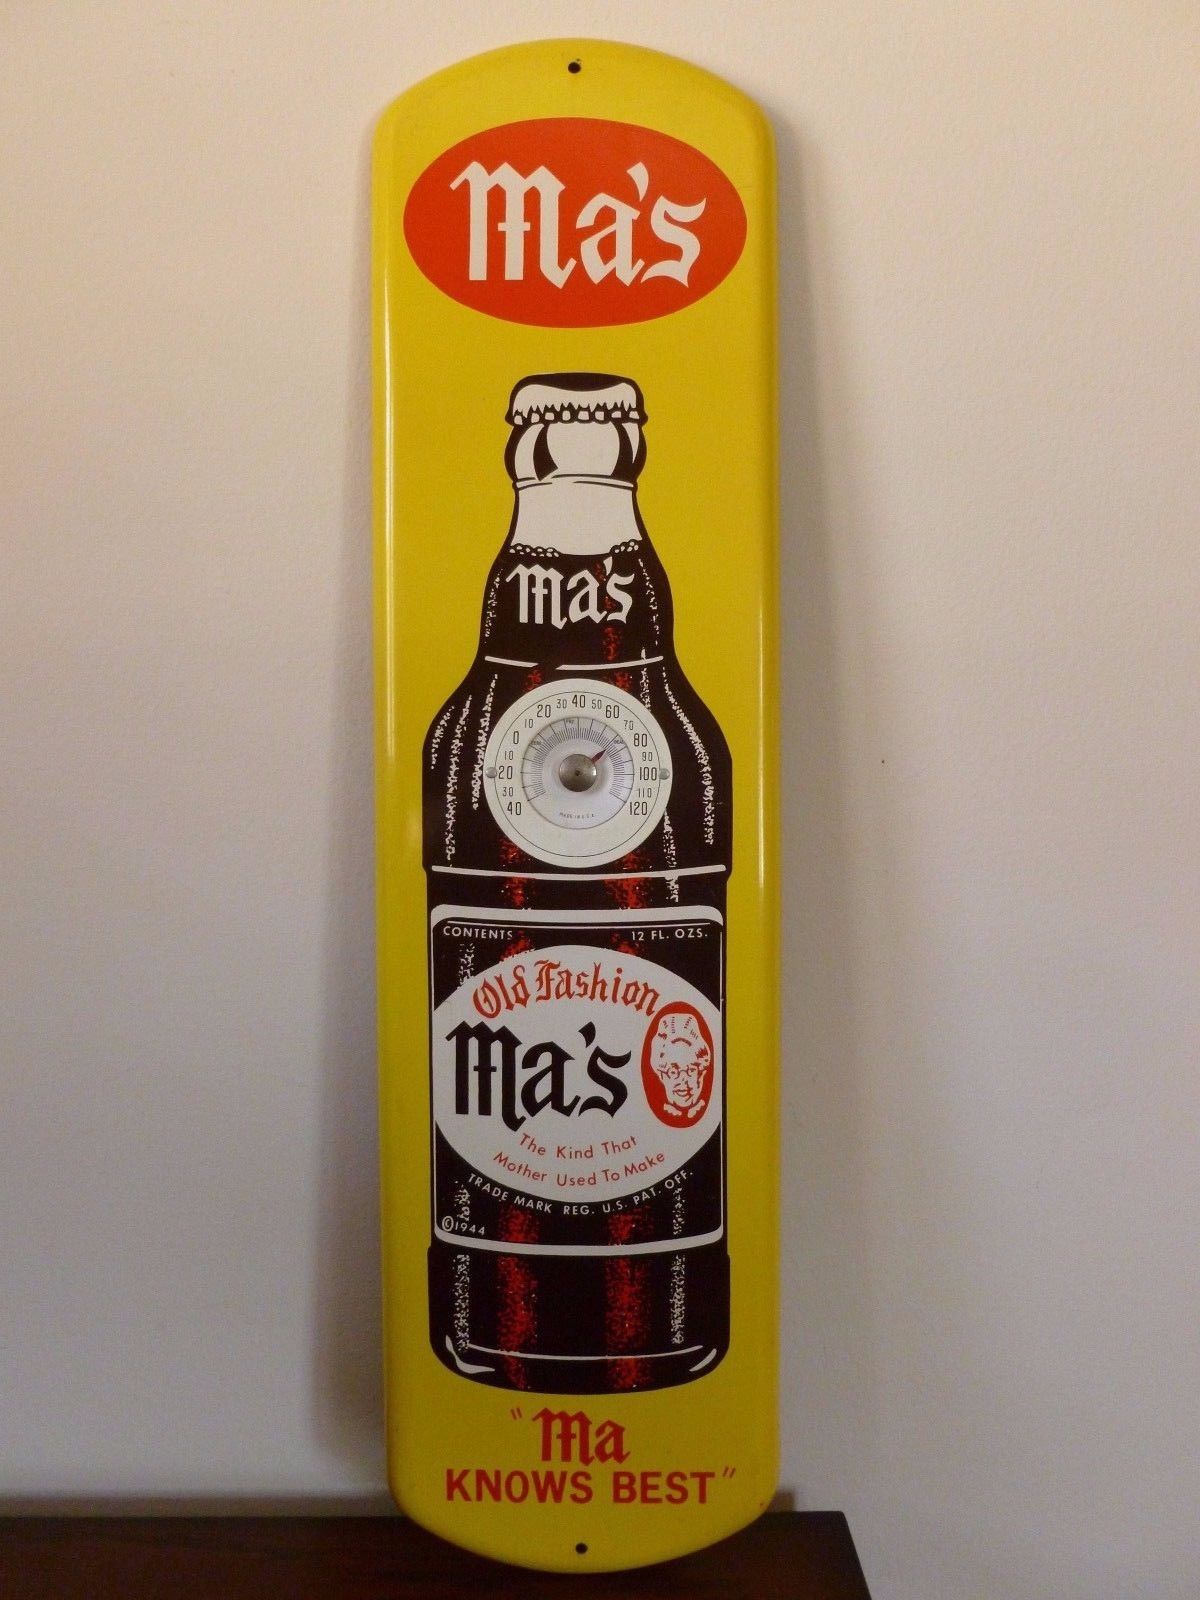 Ma's
Ma's
40 30 20 10 0 10 20 30 40 50 60 70 80 90 100 110 120
MADE IN U.S.A.
CONTENTS 12 FL. OZS.
Old Fashion
Ma's
The Kind That
Mother Used To Make
TRADE MARK REG. U.S. PAT. OFF.
©1944
"Ma
KNOWS BEST"